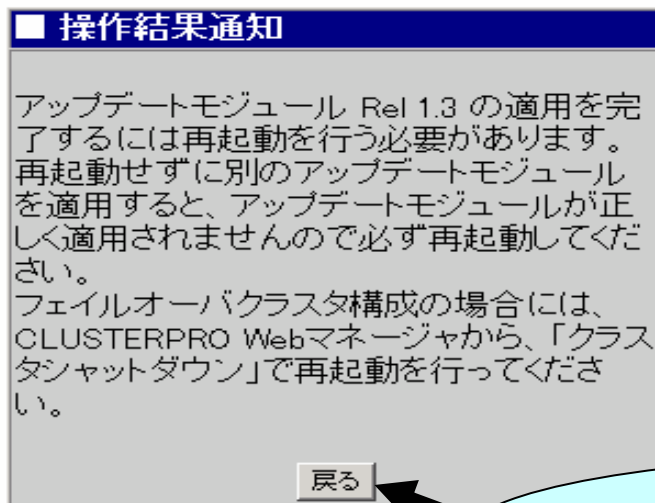 ■ 操作結果通知
アップデートモジュール Rel 1.3 の適用を完
了するには再起動を行う必要があります。
再起動せずに別のアップデートモジュール
を適用すると、アップデートモジュールが正
しく適用されませんので必ず再起動してくだ
さい。
フェイルオーバクラスタ構成の場合には、
CLUSTERPRO Webマネージャから、「クラス
タシャットダウン」で再起動を行ってくださ
い。
戻る